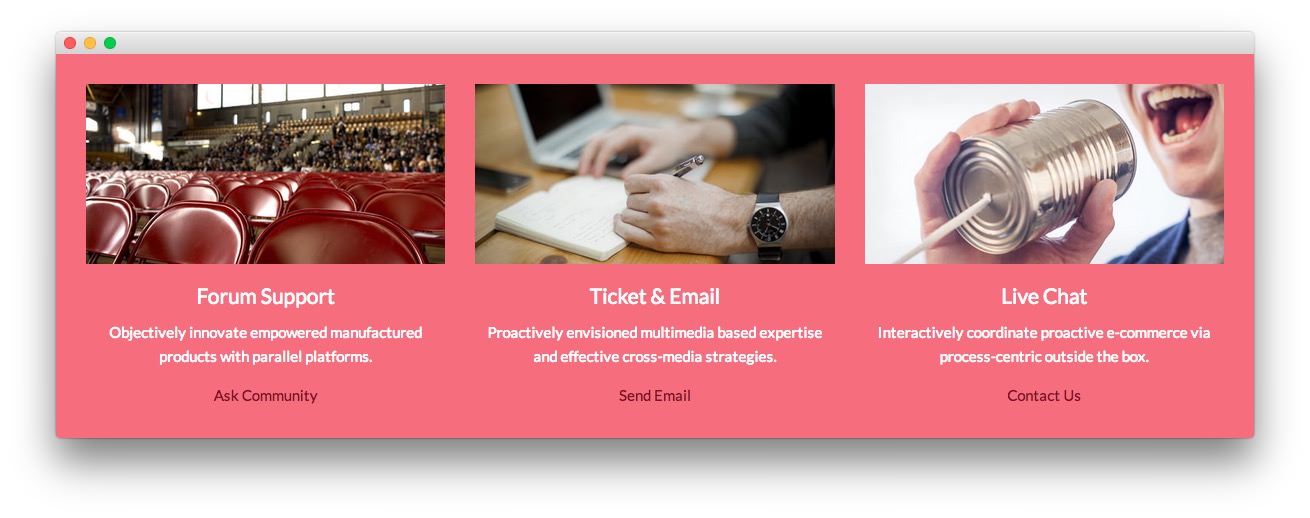 Forum Support
Objectively innovate empowered manufactured
products with parallel platforms.
Ask Community
Ticket & Email
Proactively envisioned multimedia based expertise
and effective cross-media strategies.
Send Email
Live Chat
Interactively coordinate proactive e-commerce via
process-centric outside the box.
Contact Us